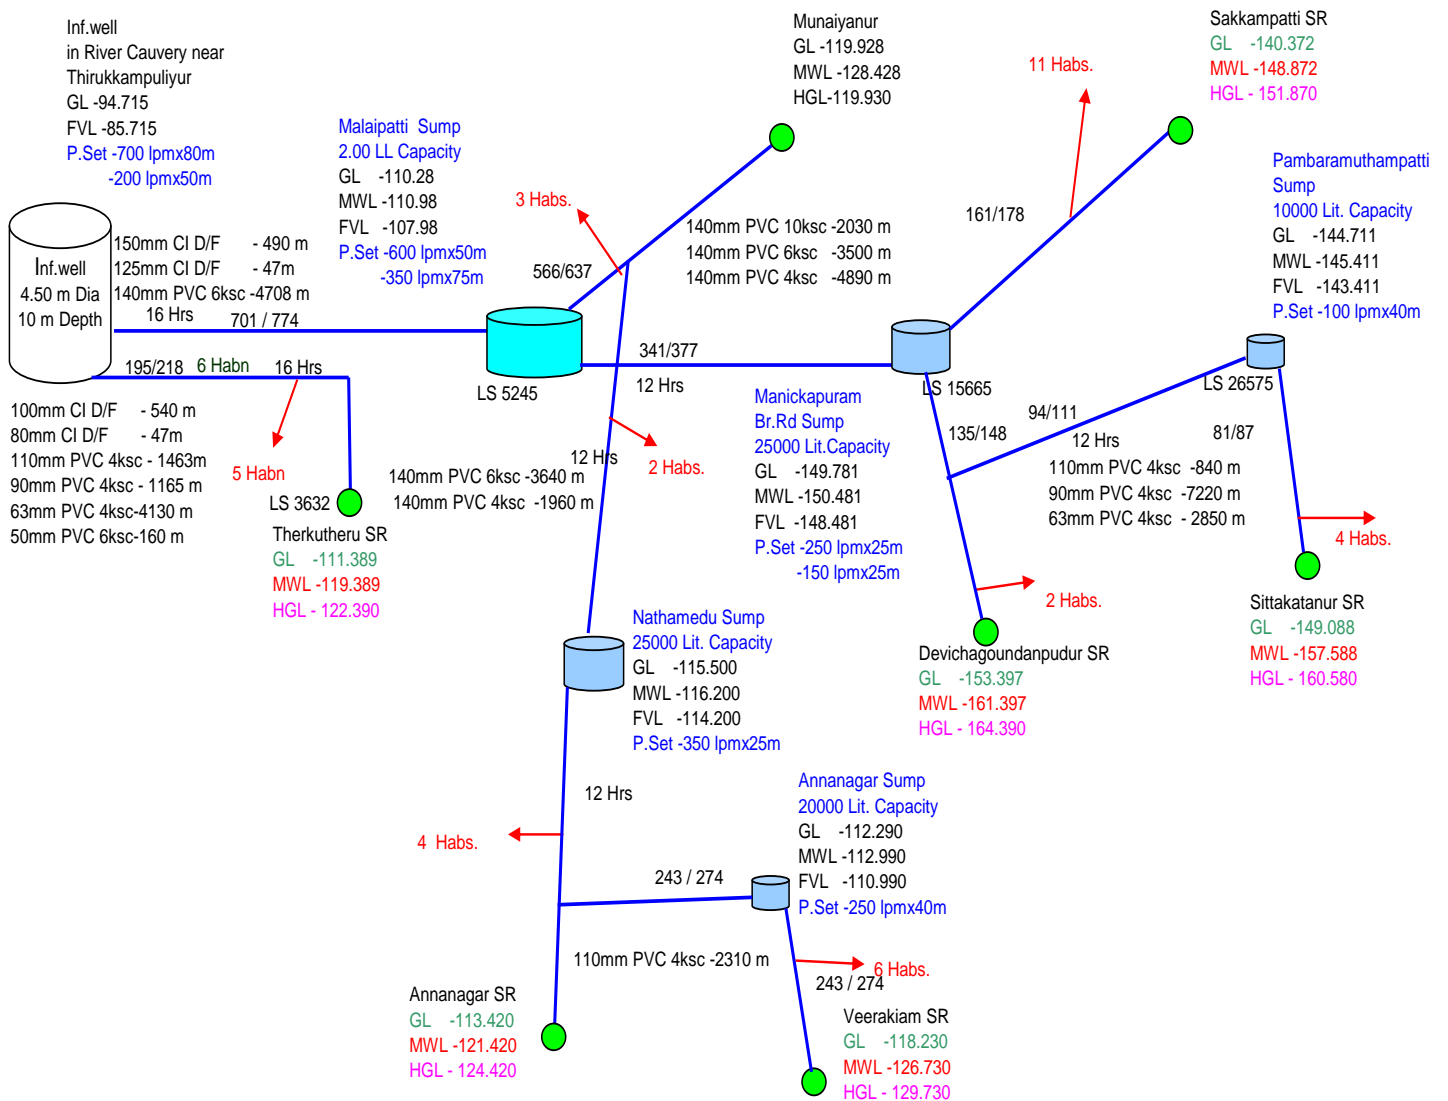 Inf.well
in River Cauvery near
Thirukkampuliyur
GL -94.715
FVL -85.715
P.Set -700 lpmx80m
-200 lpmx50m
Malaipatti Sump
2.00 LL Capacity
GL -110.28
MWL -110.98
FVL -107.98
P.Set -600 lpmx50m
-350 lpmx75m
Munaiyanur
GL -119.928
MWL -128.428
HGL-119.930
Sakkampatti SR
GL -140.372
MWL -148.872
HGL - 151.870
11 Habs.
Pambaramuthampatti
Sump
10000 Lit. Capacity
GL -144.711
MWL -145.411
FVL -143.411
P.Set -100 lpmx40m
3 Habs.
161/178
140mm PVC 10ksc -2030 m
140mm PVC 6ksc -3500 m
140mm PVC 4ksc -4890 m
566/637
Inf.well
4.50 m Dia
10 m Depth
150mm CI D/F - 490 m
125mm CI D/F - 47m
140mm PVC 6ksc -4708 m
16 Hrs
701 / 774
195/218
6 Habn
16 Hrs
341/377
12 Hrs
LS 5245
LS 15665
LS 26575
100mm CI D/F - 540 m
80mm CI D/F - 47m
110mm PVC 4ksc - 1463m
90mm PVC 4ksc - 1165 m
63mm PVC 4ksc-4130 m
50mm PVC 6ksc-160 m
5 Habn
LS 3632
Therkutheru SR
GL -111.389
MWL -119.389
HGL - 122.390
12 Hrs
2 Habs.
140mm PVC 6ksc -3640 m
140mm PVC 4ksc -1960 m
Manickapuram
Br.Rd Sump
25000 Lit.Capacity
GL -149.781
MWL -150.481
FVL -148.481
P.Set -250 lpmx25m
-150 lpmx25m
135/148
94/111
12 Hrs
110mm PVC 4ksc -840 m
90mm PVC 4ksc -7220 m
63mm PVC 4ksc - 2850 m
81/87
4 Habs.
2 Habs.
Sittakatanur SR
GL -149.088
MWL -157.588
HGL - 160.580
Devichagoundanpudur SR
GL -153.397
MWL -161.397
HGL - 164.390
Nathamedu Sump
25000 Lit. Capacity
GL -115.500
MWL -116.200
FVL -114.200
P.Set -350 lpmx25m
12 Hrs
4 Habs.
Annanagar Sump
20000 Lit. Capacity
GL -112.290
MWL -112.990
FVL -110.990
P.Set -250 lpmx40m
243 / 274
110mm PVC 4ksc -2310 m
6 Habs.
243 / 274
Annanagar SR
GL -113.420
MWL -121.420
HGL - 124.420
Veerakiam SR
GL -118.230
MWL -126.730
HGL - 129.730